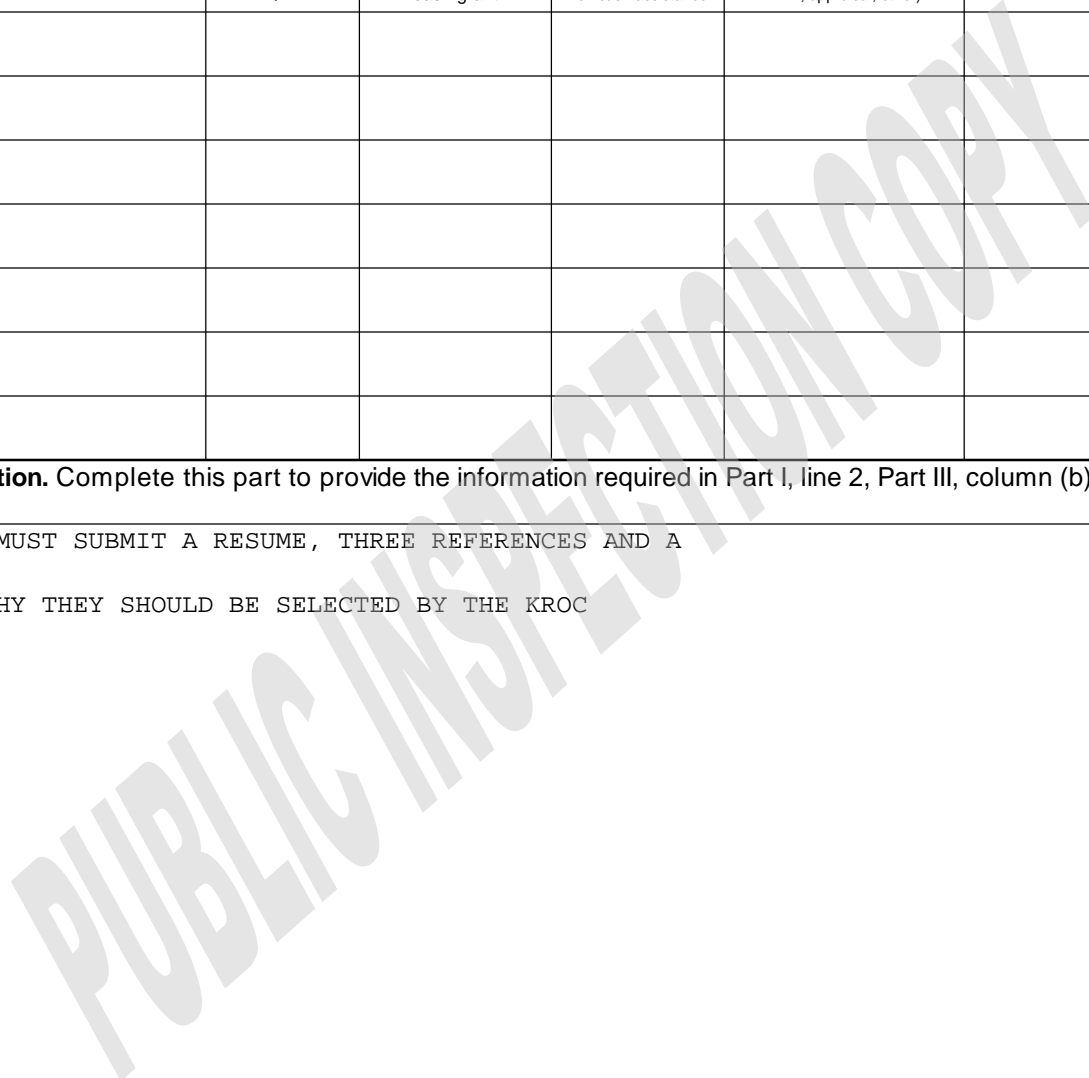 tion. Complete this part to provide the information required in Part I, line 2, Part III, column (b)
MUST SUBMIT A RESUME, THREE REFERENCES AND A
HY THEY SHOULD BE SELECTED BY THE KROC
PUBLIC INSPECTION COPY